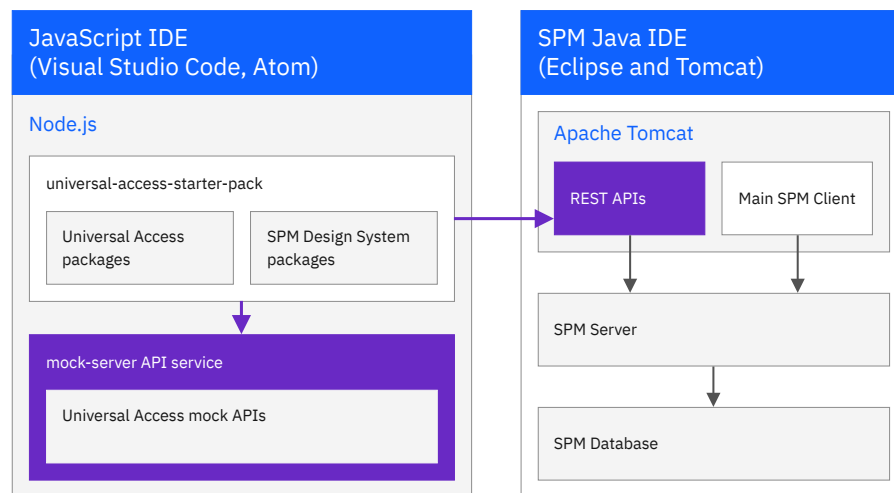 JavaScript IDE
(Visual Studio Code, Atom)
Node.js
universal-access-starter-pack
Universal Access
packages
SPM Design System
packages
mock-server API service
Universal Access mock APIs
SPM Java IDE
(Eclipse and Tomcat)
Apache Tomcat
REST APIs
Main SPM Client
SPM Server
SPM Database